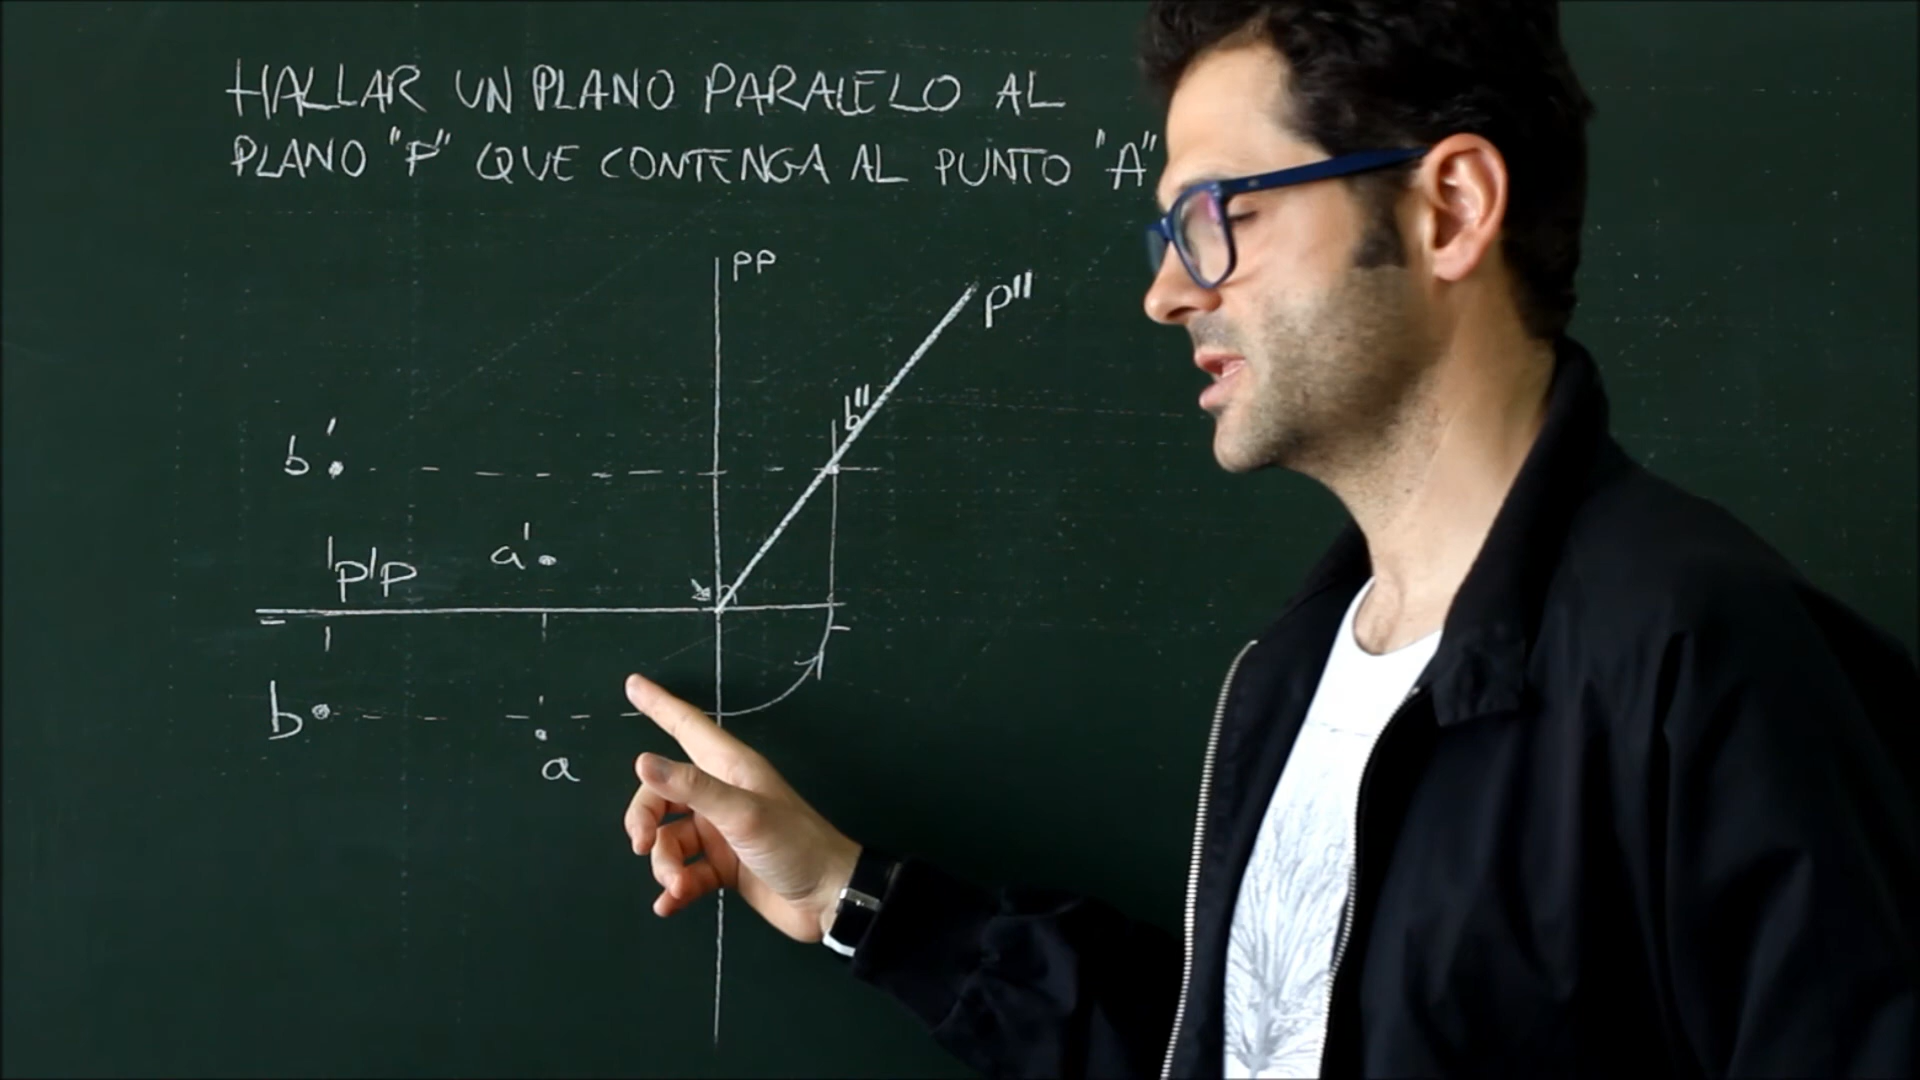 HALLAR UN PLANO PARALELO AL
PLANO "P" QUE CONTENGA AL PUNTO "A"
PP
p"
b"
b'
a'
p'p
b
a